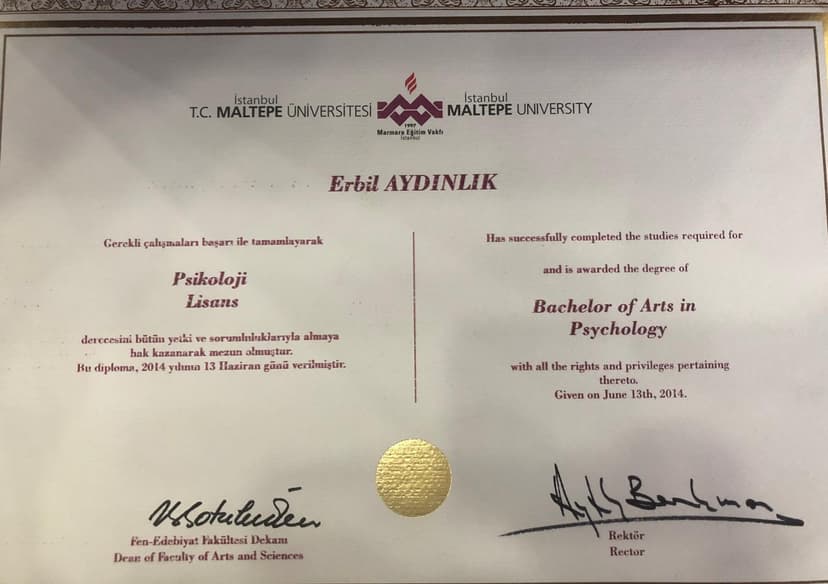 İstanbul
T.C. MALTEPE ÜNİVERSİTESİ
İstanbul
MALTEPE UNIVERSITY
1997
Marmara Eğitim Vakfı
İstanbul
Erbil AYDINLIK
Gerekli çalışmaları başarı ile tamamlayarak
Psikoloji
Lisans
derecesini bütün yetki ve sorumluluklarıyla almaya
hak kazanarak mezun olmuştur.
Bu diploma, 2014 yılının 13 Haziran günü verilmiştir.
Has successfully completed the studies required for
and is awarded the degree of
Bachelor of Arts in
Psychology
with all the rights and privileges pertaining
thereto.
Given on June 13th, 2014.
Fen-Edebiyat Fakültesi Dekanı
Dean of Faculty of Arts and Sciences
Rektör
Rector